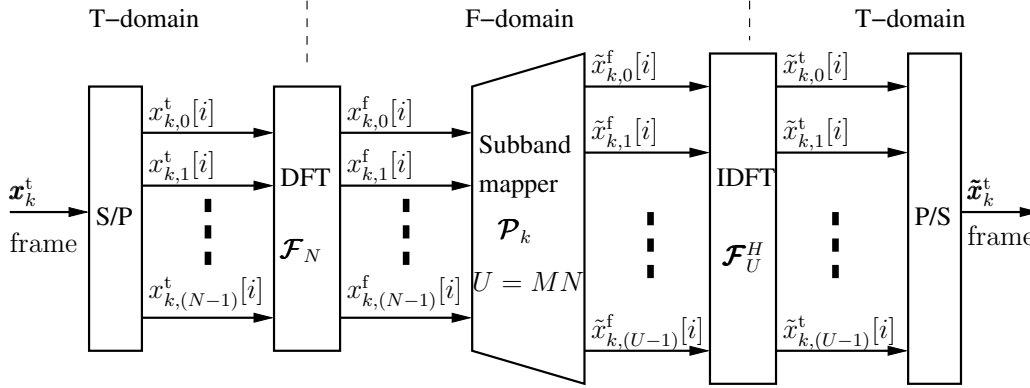 T−domain F−domain T−domain
x^t_{k,0}[i] x^f_{k,0}[i] x̃^f_{k,0}[i] x̃^t_{k,0}[i]
x^t_{k,1}[i] x^f_{k,1}[i] x̃^f_{k,1}[i] x̃^t_{k,1}[i]
x^t_k S/P DFT Subband mapper IDFT P/S x̃^t_k
frame 𝓕_N 𝓟_k 𝓕^H_U frame
U = MN
x^t_{k,(N−1)}[i] x^f_{k,(N−1)}[i] x̃^f_{k,(U−1)}[i] x̃^t_{k,(U−1)}[i]